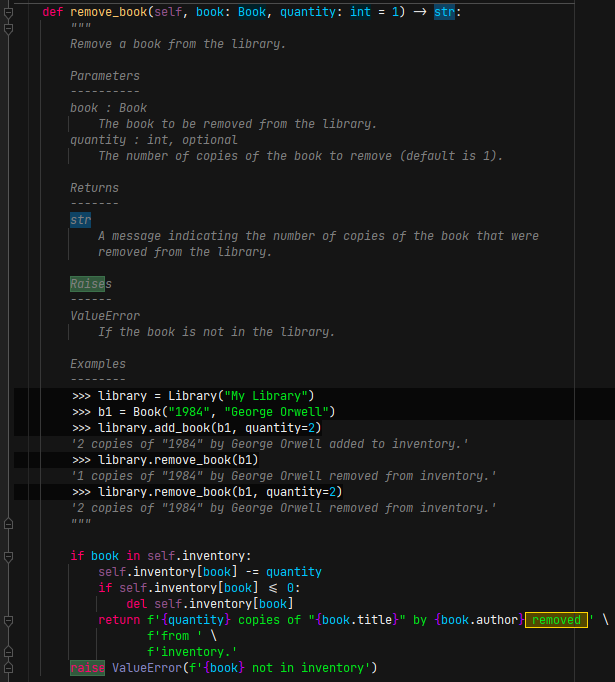 def remove_book(self, book: Book, quantity: int = 1) → str:
    """
    Remove a book from the library.

    Parameters
    ----------
    book : Book
        The book to be removed from the library.
    quantity : int, optional
        The number of copies of the book to remove (default is 1).

    Returns
    -------
    str
        A message indicating the number of copies of the book that were
        removed from the library.

    Raises
    ------
    ValueError
        If the book is not in the library.

    Examples
    --------
    >>> library = Library("My Library")
    >>> b1 = Book("1984", "George Orwell")
    >>> library.add_book(b1, quantity=2)
    '2 copies of "1984" by George Orwell added to inventory.'
    >>> library.remove_book(b1)
    '1 copies of "1984" by George Orwell removed from inventory.'
    >>> library.remove_book(b1, quantity=2)
    '2 copies of "1984" by George Orwell removed from inventory.'
    """

    if book in self.inventory:
        self.inventory[book] -= quantity
        if self.inventory[book] ⩽ 0:
            del self.inventory[book]
        return f'{quantity} copies of "{book.title}" by {book.author} removed ' \
               f'from ' \
               f'inventory.'
    raise ValueError(f'{book} not in inventory')